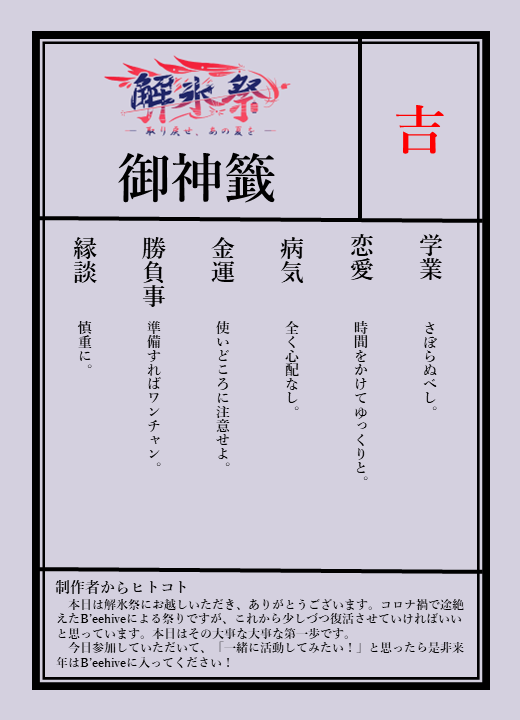 解氷祭
取り戻せ、あの夏を
御神籤
吉
学業
さぼらぬべし。
恋愛
時間をかけてゆっくりと。
病気
全く心配なし。
金運
使いどころに注意せよ。
勝負事
準備すればワンチャン。
縁談
慎重に。
制作者からヒトコト
本日は解氷祭にお越しいただき、ありがとうございます。コロナ禍で途絶
えたB'eehiveによる祭りですが、これから少しづつ復活させていければいい
と思っています。本日はその大事な大事な第一歩です。
今日参加していただいて、「一緒に活動してみたい！」と思ったら是非来
年はB'eehiveに入ってください！